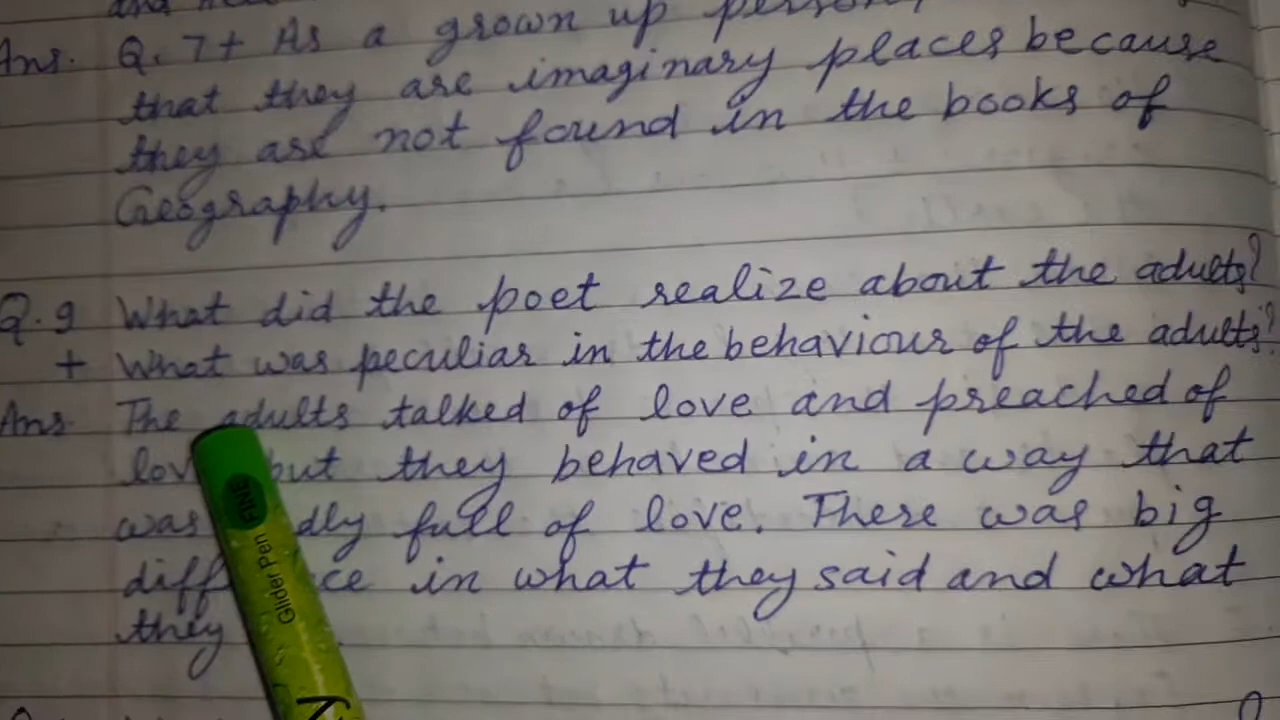 Ans. Q. 7+ As a grown up person,
that they are imaginary places because
they are not found in the books of
Geography.
Q.9 What did the poet realize about the adults?
+ What was peculiar in the behaviour of the adults?
Ans The adults talked of love and preached of
but they behaved in a way that
was full of love. There was big
in what they said and what
they
FINE
Glider Pen